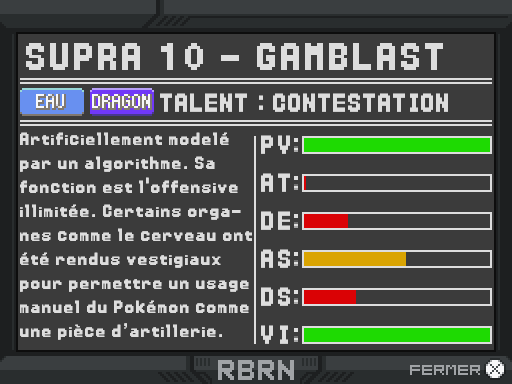 SUPRA 10 - GAMBLAST
EAU DRAGON TALENT : CONTESTATION
Artificiellement modelé
par un algorithme. Sa
fonction est l'offensive
illimitée. Certains orga-
nes comme le cerveau ont
été rendus vestigiaux
pour permettre un usage
manuel du Pokémon comme
une pièce d'artillerie.
PV:
AT:
DE:
AS:
DS:
VI:
RBRN
FERMER